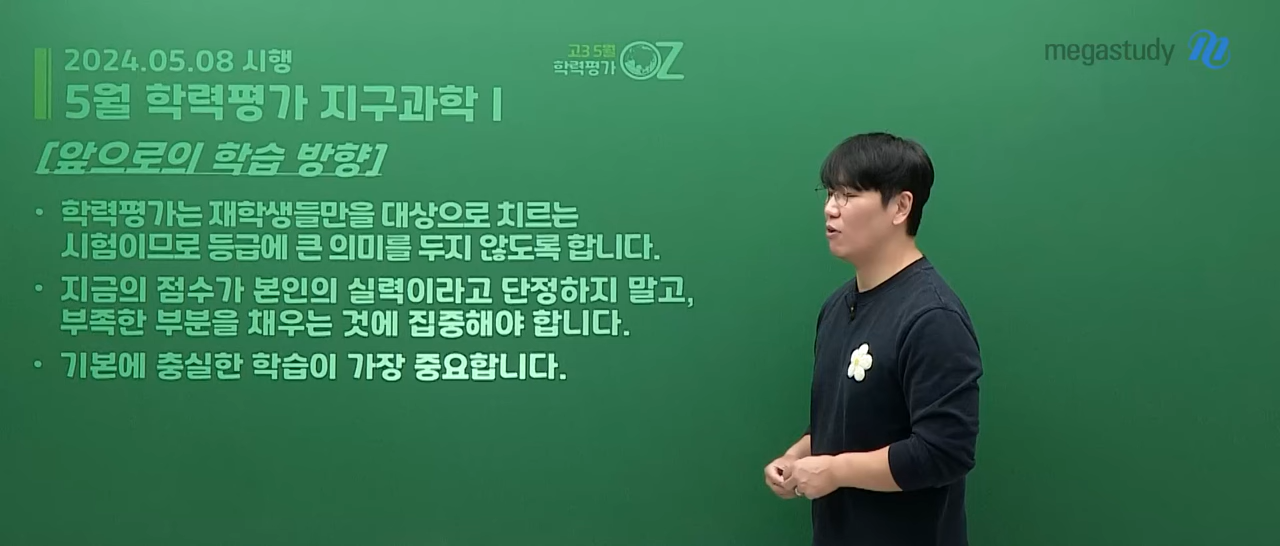 2024.05.08 시행
5월 학력평가 지구과학 I
고3 5월
학력평가 OZ
megastudy
[앞으로의 학습 방향]
• 학력평가는 재학생들만을 대상으로 치르는
시험이므로 등급에 큰 의미를 두지 않도록 합니다.
• 지금의 점수가 본인의 실력이라고 단정하지 말고,
부족한 부분을 채우는 것에 집중해야 합니다.
• 기본에 충실한 학습이 가장 중요합니다.